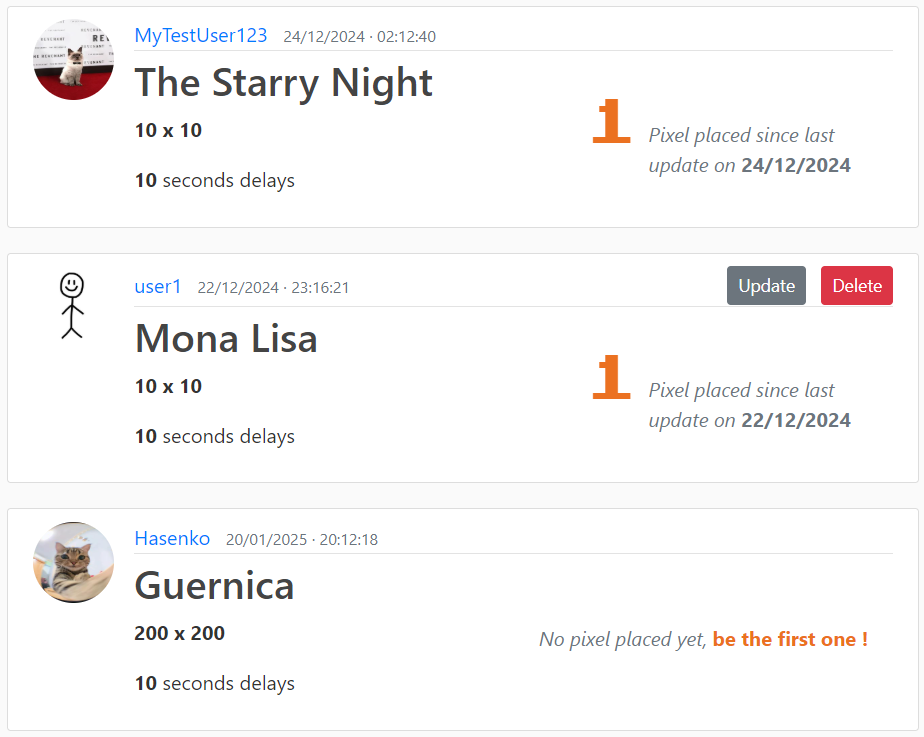 MyTestUser123 24/12/2024 · 02:12:40
The Starry Night
10 x 10
1 Pixel placed since last
update on 24/12/2024
10 seconds delays
user1 22/12/2024 · 23:16:21 Update Delete
Mona Lisa
10 x 10
1 Pixel placed since last
update on 22/12/2024
10 seconds delays
Hasenko 20/01/2025 · 20:12:18
Guernica
200 x 200
No pixel placed yet, be the first one !
10 seconds delays